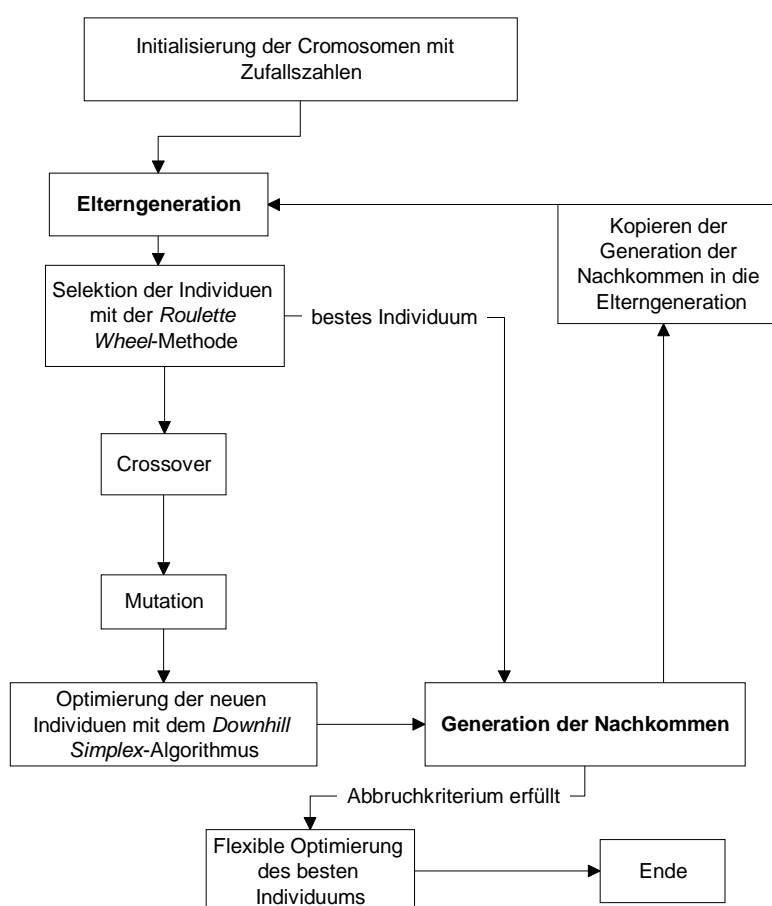 Initialisierung der Cromosomen mit
Zufallszahlen
Elterngeneration
Kopieren der
Generation der
Nachkommen in die
Elterngeneration
Selektion der Individuen
mit der Roulette
Wheel-Methode
bestes Individuum
Crossover
Mutation
Optimierung der neuen
Individuen mit dem Downhill
Simplex-Algorithmus
Generation der Nachkommen
Abbruchkriterium erfüllt
Flexible Optimierung
des besten
Individuums
Ende